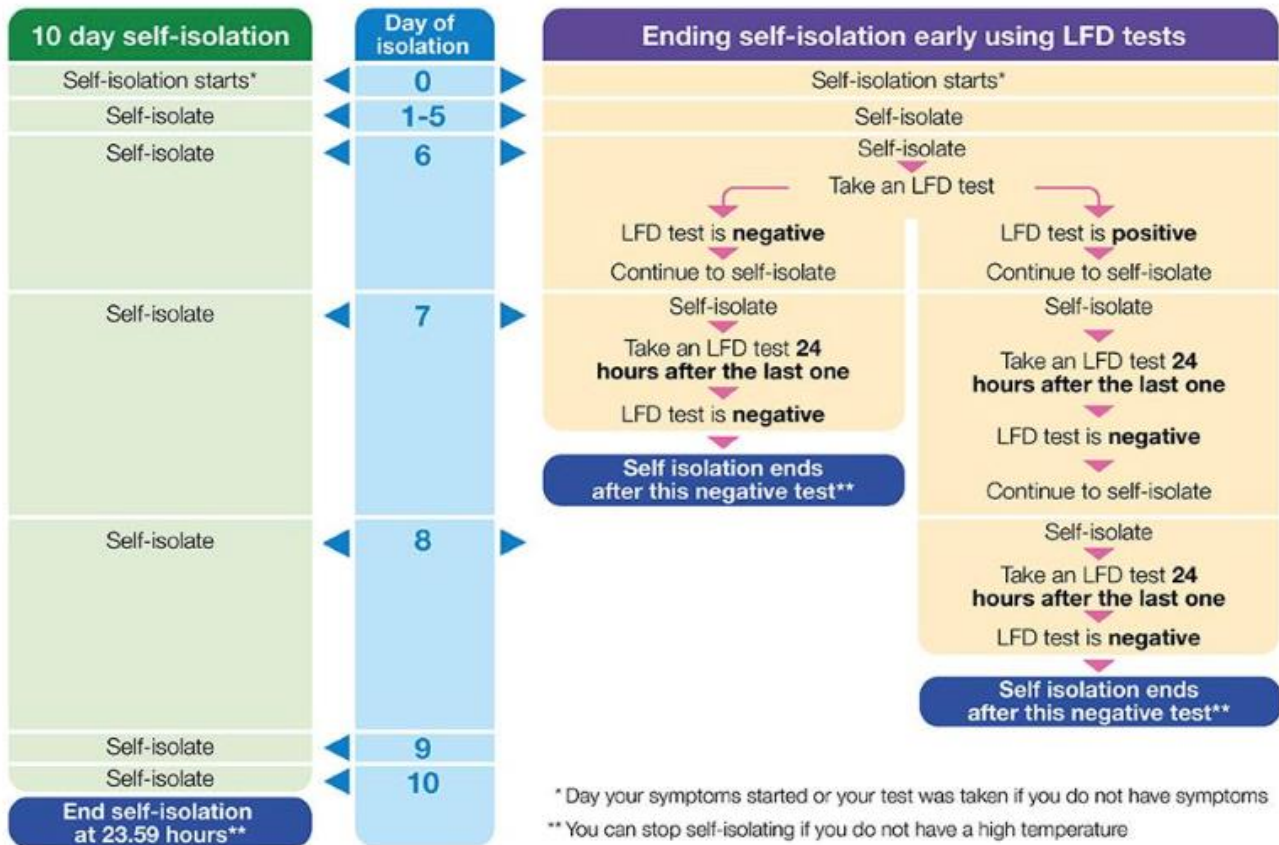 10 day self-isolation
Self-isolation starts*
Self-isolate
Self-isolate
Self-isolate
Self-isolate
Self-isolate
Self-isolate
End self-isolation
at 23.59 hours**
Day of
isolation
0
1-5
6
7
8
9
10
Ending self-isolation early using LFD tests
Self-isolation starts*
Self-isolate
Self-isolate
Take an LFD test
LFD test is negative
Continue to self-isolate
Self-isolate
Take an LFD test 24
hours after the last one
LFD test is negative
Self isolation ends
after this negative test**
LFD test is positive
Continue to self-isolate
Self-isolate
Take an LFD test 24
hours after the last one
LFD test is negative
Continue to self-isolate
Self-isolate
Take an LFD test 24
hours after the last one
LFD test is negative
Self isolation ends
after this negative test**
* Day your symptoms started or your test was taken if you do not have symptoms
** You can stop self-isolating if you do not have a high temperature